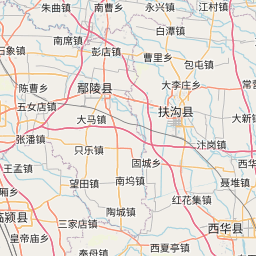 朱曲镇
南曹乡
永兴镇
江村镇
白潭镇
南席镇
彭店镇
石象镇
曹里乡
包屯镇
陈曹乡
鄢陵县
大李庄乡
五女店镇
扶沟县
大马镇
大新镇
张潘镇
只乐镇
汴岗镇
固城乡
王孟镇
望田镇
南坞镇
聂堆镇
红花集镇
临颍县
陶城镇
三家店镇
西华县
皇帝庙乡
西夏亭镇
奉母镇